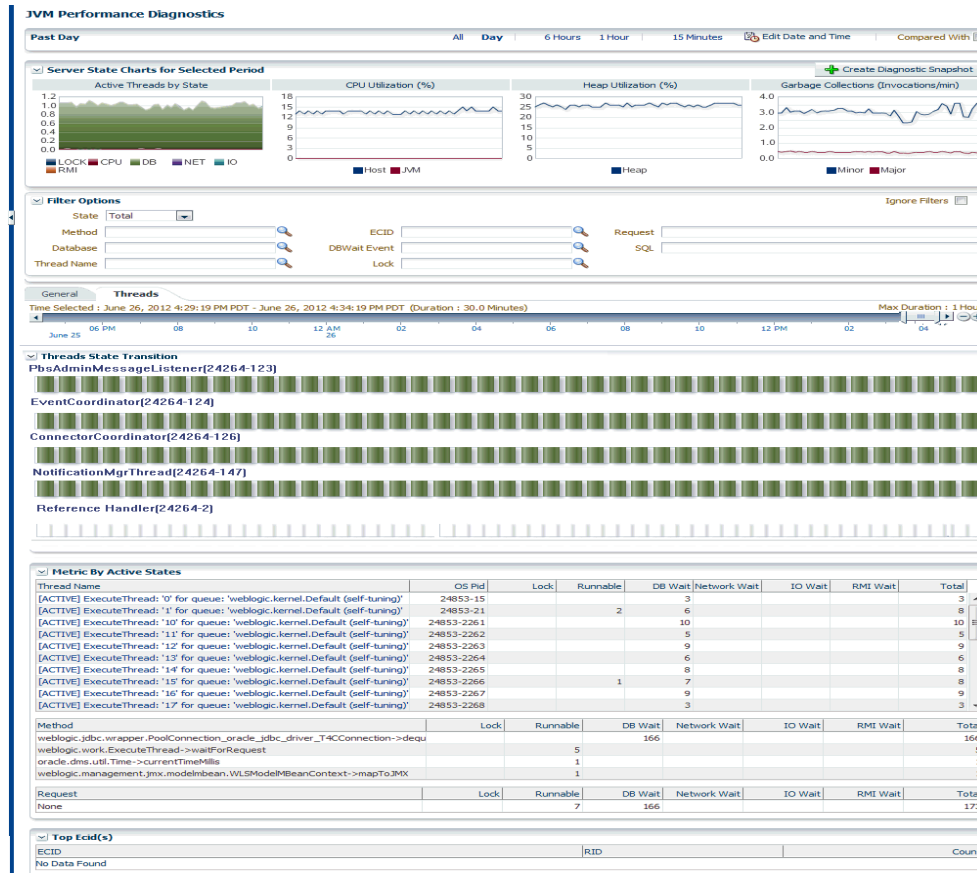 JVM Performance Diagnostics
Past Day All Day 6 Hours 1 Hour 15 Minutes Edit Date and Time Compared With
Server State Charts for Selected Period Create Diagnostic Snapshot
Active Threads by State CPU Utilization (%) Heap Utilization (%) Garbage Collections (Invocations/min)
1.2 18 30 4.0
1.0 15 25 3.0
0.8 12 20 2.0
0.6 9 15 1.0
0.4 6 10 0.0
0.2 3 5
0.0 0 0
LOCK CPU DB NET IO Host JVM Heap Minor Major
RMI
Filter Options Ignore Filters
State Total
Method ECID Request
Database DBWait Event SQL
Thread Name Lock
General Threads
Time Selected : June 26, 2012 4:29:19 PM PDT - June 26, 2012 4:34:19 PM PDT (Duration : 30.0 Minutes) Max Duration : 1 Hou
06 PM 08 10 12 AM 02 04 06 08 10 12 PM 02 04
June 25 26
Threads State Transition
PbsAdminMessageListener(24264-123)
EventCoordinator(24264-124)
ConnectorCoordinator(24264-126)
NotificationMgrThread(24264-147)
Reference Handler(24264-2)
Metric By Active States
Thread Name OS Pid Lock Runnable DB Wait Network Wait IO Wait RMI Wait Total
[ACTIVE] ExecuteThread: '0' for queue: 'weblogic.kernel.Default (self-tuning)' 24853-15 3 3
[ACTIVE] ExecuteThread: '1' for queue: 'weblogic.kernel.Default (self-tuning)' 24853-21 2 6 8
[ACTIVE] ExecuteThread: '10' for queue: 'weblogic.kernel.Default (self-tuning)' 24853-2261 10 10
[ACTIVE] ExecuteThread: '11' for queue: 'weblogic.kernel.Default (self-tuning)' 24853-2262 5 5
[ACTIVE] ExecuteThread: '12' for queue: 'weblogic.kernel.Default (self-tuning)' 24853-2263 9 9
[ACTIVE] ExecuteThread: '13' for queue: 'weblogic.kernel.Default (self-tuning)' 24853-2264 6 6
[ACTIVE] ExecuteThread: '14' for queue: 'weblogic.kernel.Default (self-tuning)' 24853-2265 8 8
[ACTIVE] ExecuteThread: '15' for queue: 'weblogic.kernel.Default (self-tuning)' 24853-2266 1 7 8
[ACTIVE] ExecuteThread: '16' for queue: 'weblogic.kernel.Default (self-tuning)' 24853-2267 9 9
[ACTIVE] ExecuteThread: '17' for queue: 'weblogic.kernel.Default (self-tuning)' 24853-2268 3 3
Method Lock Runnable DB Wait Network Wait IO Wait RMI Wait Tota
weblogic.jdbc.wrapper.PoolConnection_oracle_jdbc_driver_T4CConnection->dequ 166 166
weblogic.work.ExecuteThread->waitForRequest 5
oracle.dms.util.Time->currentTimeMillis 1
weblogic.management.jmx.modelmbean.WLSModelMBeanContext->mapToJMX 1
Request Lock Runnable DB Wait Network Wait IO Wait RMI Wait Tota
None 7 166 173
Top Ecid(s)
ECID RID Coun
No Data Found